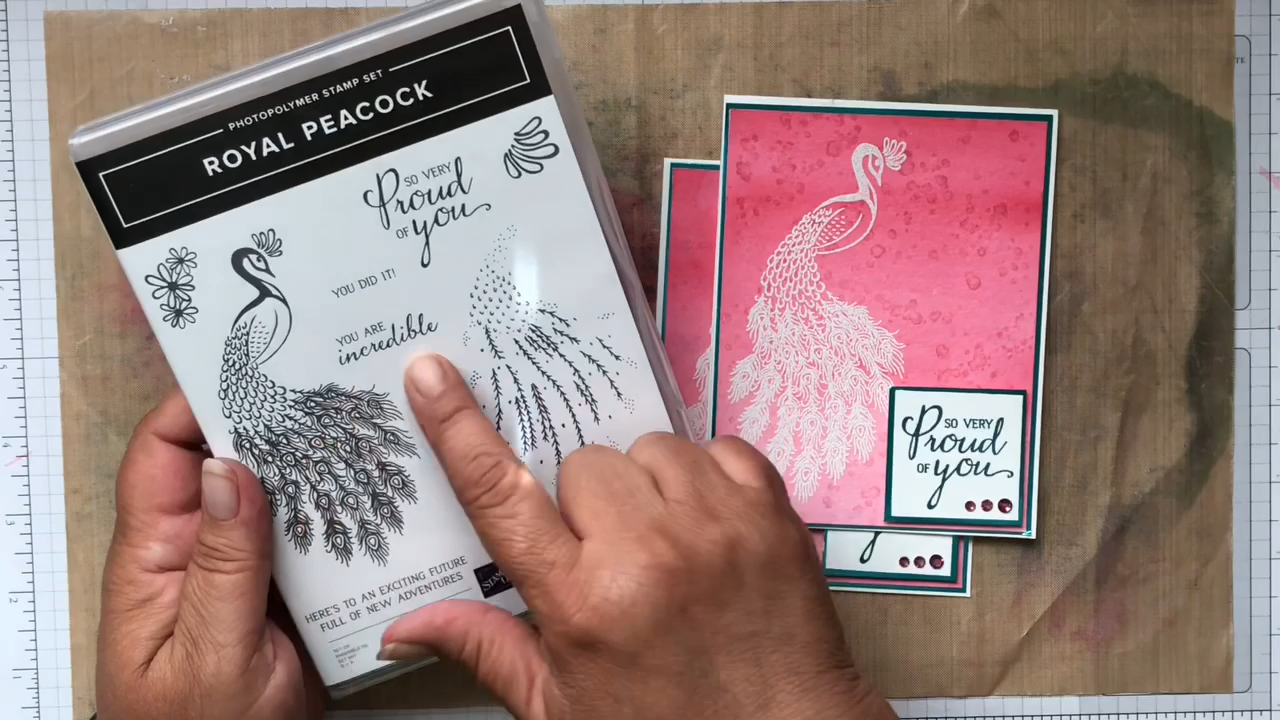 PHOTOPOLYMER STAMP SET
ROYAL PEACOCK
SO VERY
Proud
OF you
YOU DID IT!
YOU ARE
incredible
HERE'S TO AN EXCITING FUTURE
FULL OF NEW ADVENTURES
SO VERY
Proud
OF you